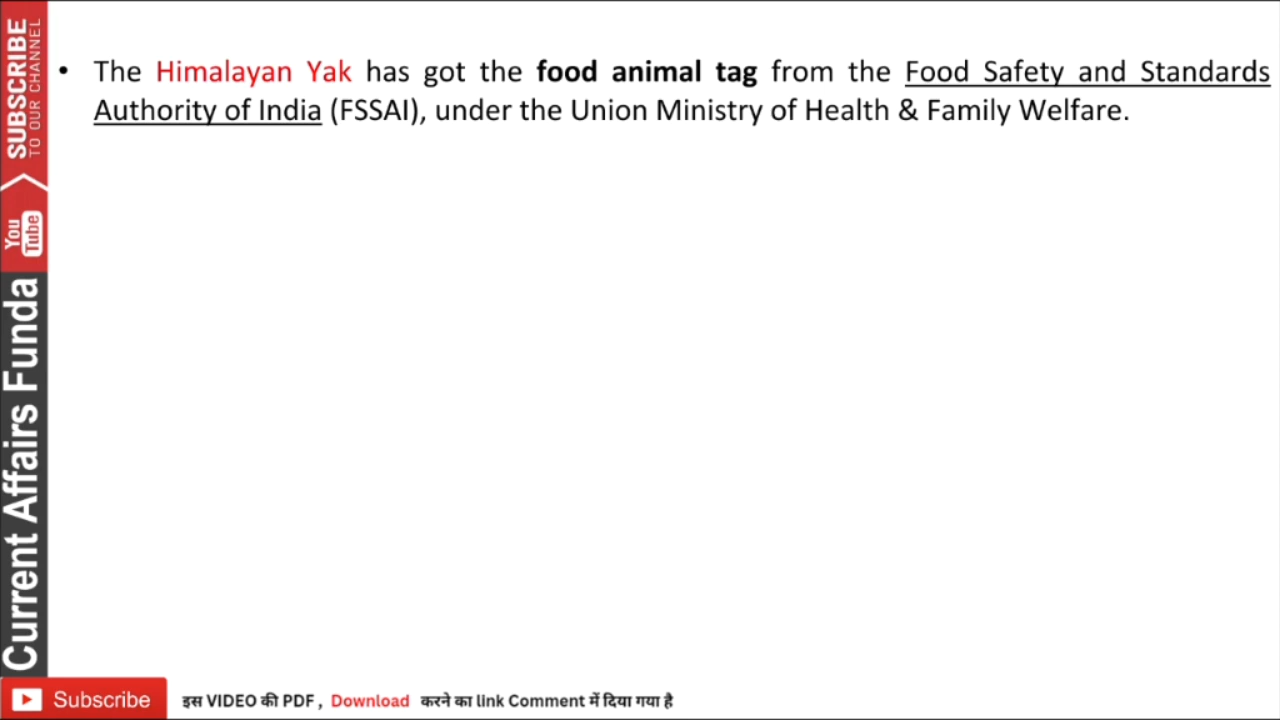 • The Himalayan Yak has got the food animal tag from the Food Safety and Standards
Authority of India (FSSAI), under the Union Ministry of Health & Family Welfare.
SUBSCRIBE
TO OUR CHANNEL
You
Tube
Current Affairs Funda
Subscribe
इस VIDEO की PDF , Download करने का link Comment में दिया गया है